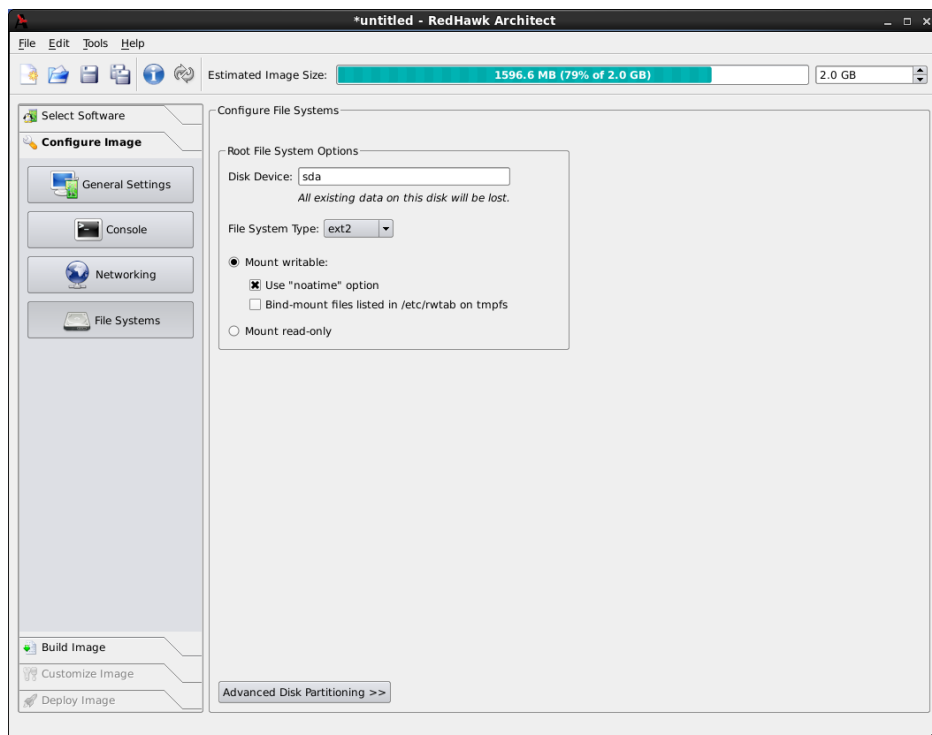 *untitled - RedHawk Architect
File Edit Tools Help
Estimated Image Size: 1596.6 MB (79% of 2.0 GB) 2.0 GB
Select Software
Configure Image
General Settings
Console
Networking
File Systems
Build Image
Customize Image
Deploy Image
Configure File Systems
Root File System Options
Disk Device: sda
All existing data on this disk will be lost.
File System Type: ext2
Mount writable:
Use "noatime" option
Bind-mount files listed in /etc/rwtab on tmpfs
Mount read-only
Advanced Disk Partitioning >>